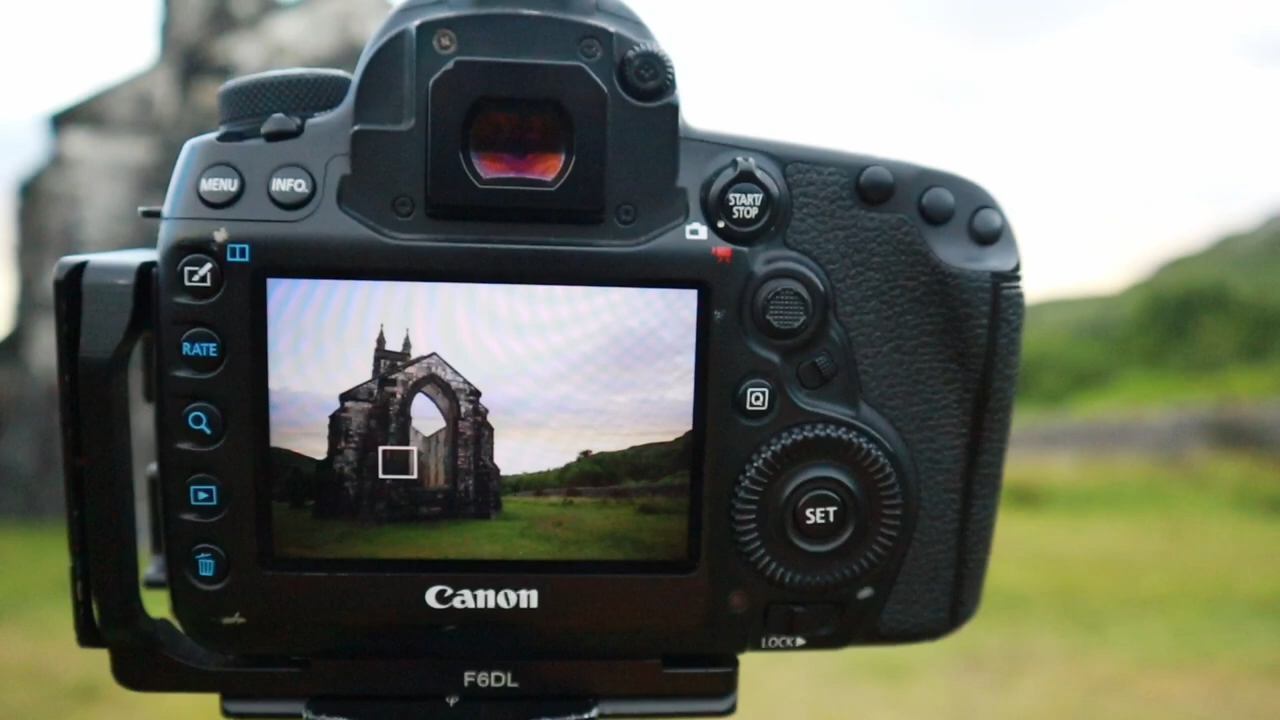 MENU
INFO.
START/
STOP
RATE
Q
SET
Canon
LOCK
F6DL